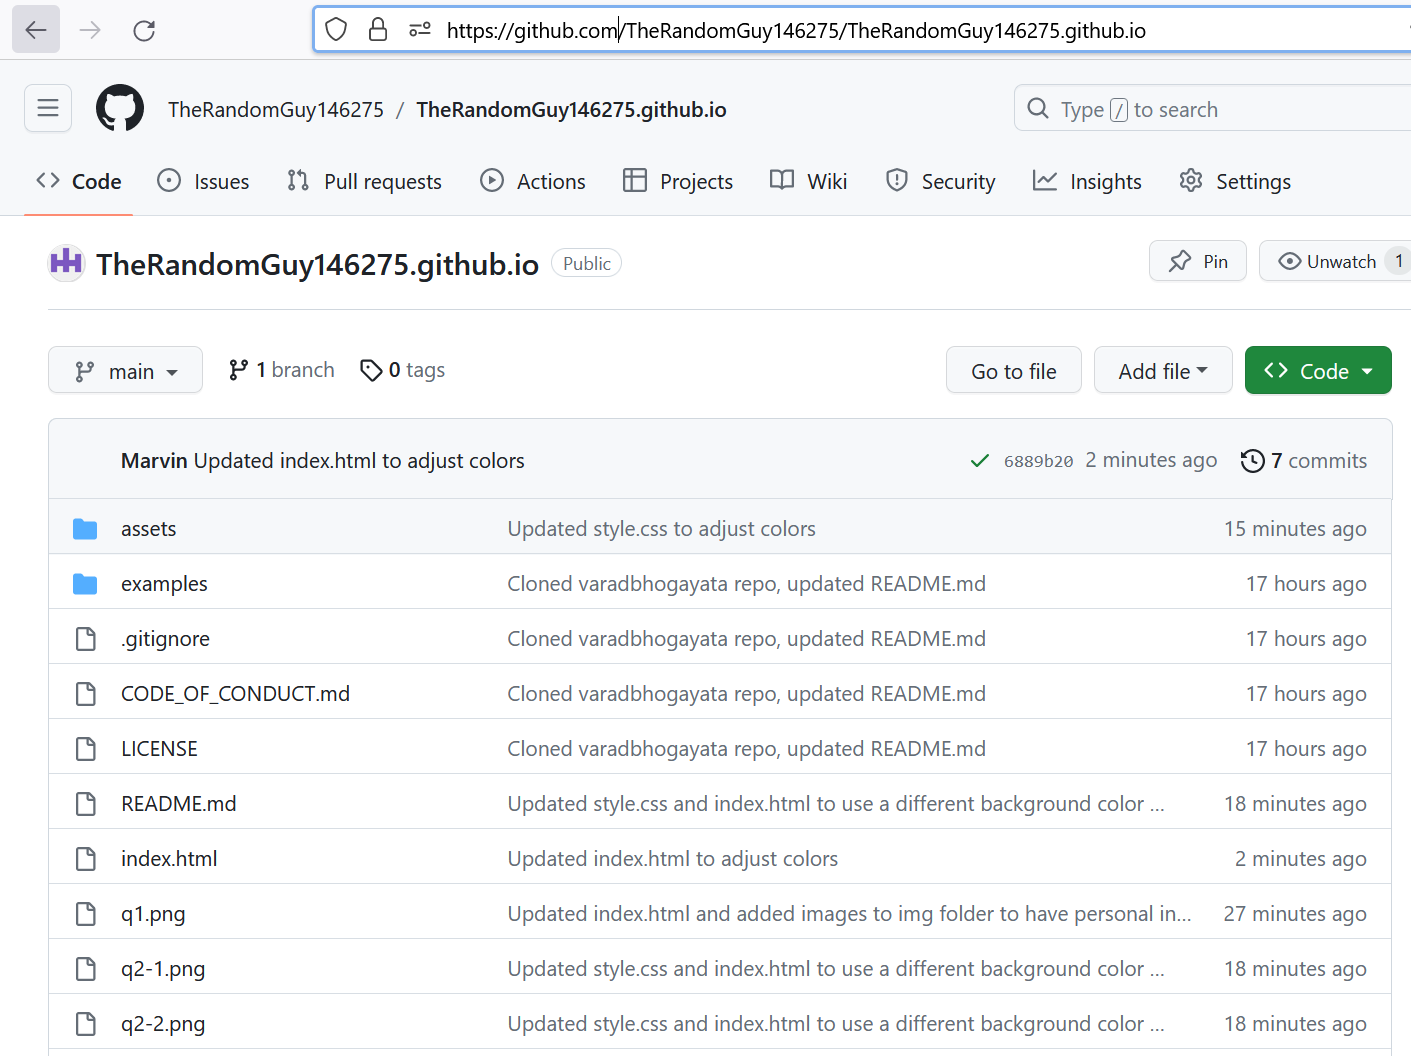 https://github.com/TheRandomGuy146275/TheRandomGuy146275.github.io
TheRandomGuy146275 / TheRandomGuy146275.github.io
Type / to search
Code Issues Pull requests Actions Projects Wiki Security Insights Settings
TheRandomGuy146275.github.io Public
Pin Unwatch 1
main 1 branch 0 tags Go to file Add file Code
Marvin Updated index.html to adjust colors 6889b20 2 minutes ago 7 commits
assets Updated style.css to adjust colors 15 minutes ago
examples Cloned varadbhogayata repo, updated README.md 17 hours ago
.gitignore Cloned varadbhogayata repo, updated README.md 17 hours ago
CODE_OF_CONDUCT.md Cloned varadbhogayata repo, updated README.md 17 hours ago
LICENSE Cloned varadbhogayata repo, updated README.md 17 hours ago
README.md Updated style.css and index.html to use a different background color ... 18 minutes ago
index.html Updated index.html to adjust colors 2 minutes ago
q1.png Updated index.html and added images to img folder to have personal in... 27 minutes ago
q2-1.png Updated style.css and index.html to use a different background color ... 18 minutes ago
q2-2.png Updated style.css and index.html to use a different background color ... 18 minutes ago